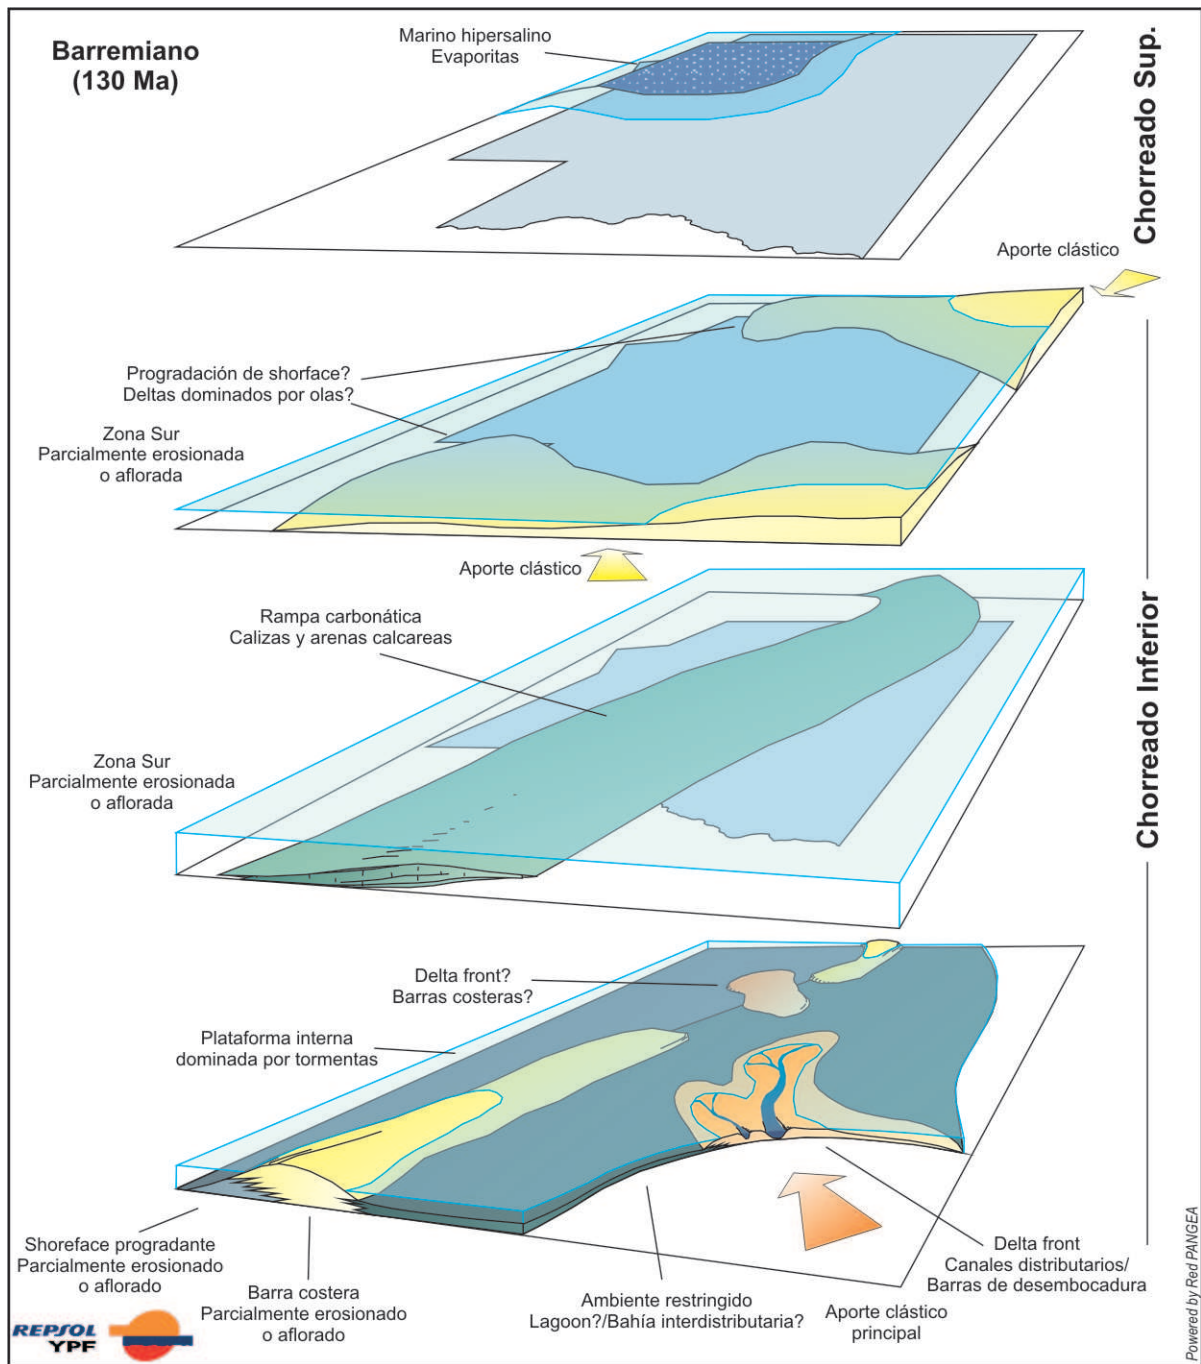 Barremiano
(130 Ma)
Marino hipersalino
Evaporitas
Chorreado Sup.
Aporte clástico
Progradación de shorface?
Deltas dominados por olas?
Zona Sur
Parcialmente erosionada
o aflorada
Aporte clástico
Rampa carbonática
Calizas y arenas calcareas
Chorreado Inferior
Zona Sur
Parcialmente erosionada
o aflorada
Delta front?
Barras costeras?
Plataforma interna
dominada por tormentas
Shoreface progradante
Parcialmente erosionado
o aflorado
Barra costera
Parcialmente erosionado
o aflorado
Ambiente restringido
Lagoon?/Bahía interdistributaria?
Aporte clástico
principal
Delta front
Canales distributarios/
Barras de desembocadura
REPSOL
YPF
Powered by Red PANGEA